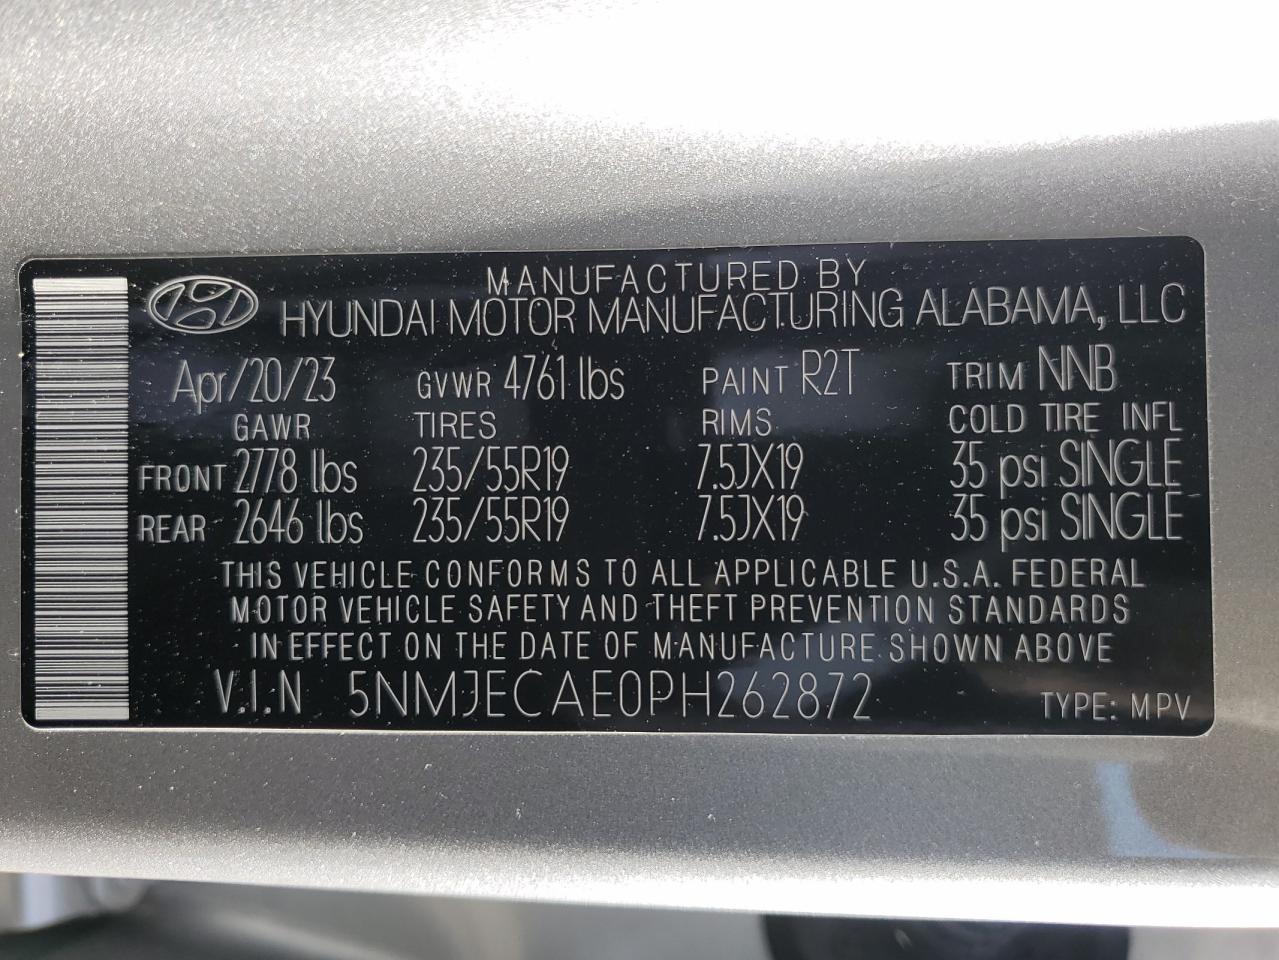 MANUFACTURED BY
HYUNDAI MOTOR MANUFACTURING ALABAMA, LLC
Apr/20/23 GVWR 4761 lbs PAINT R2T TRIM NNB
GAWR TIRES RIMS COLD TIRE INFL
FRONT 2778 lbs 235/55R19 7.5JX19 35 psi SINGLE
REAR 2646 lbs 235/55R19 7.5JX19 35 psi SINGLE
THIS VEHICLE CONFORMS TO ALL APPLICABLE U.S.A. FEDERAL
MOTOR VEHICLE SAFETY AND THEFT PREVENTION STANDARDS
IN EFFECT ON THE DATE OF MANUFACTURE SHOWN ABOVE
V.I.N 5NMJECAE0PH262872 TYPE: MPV